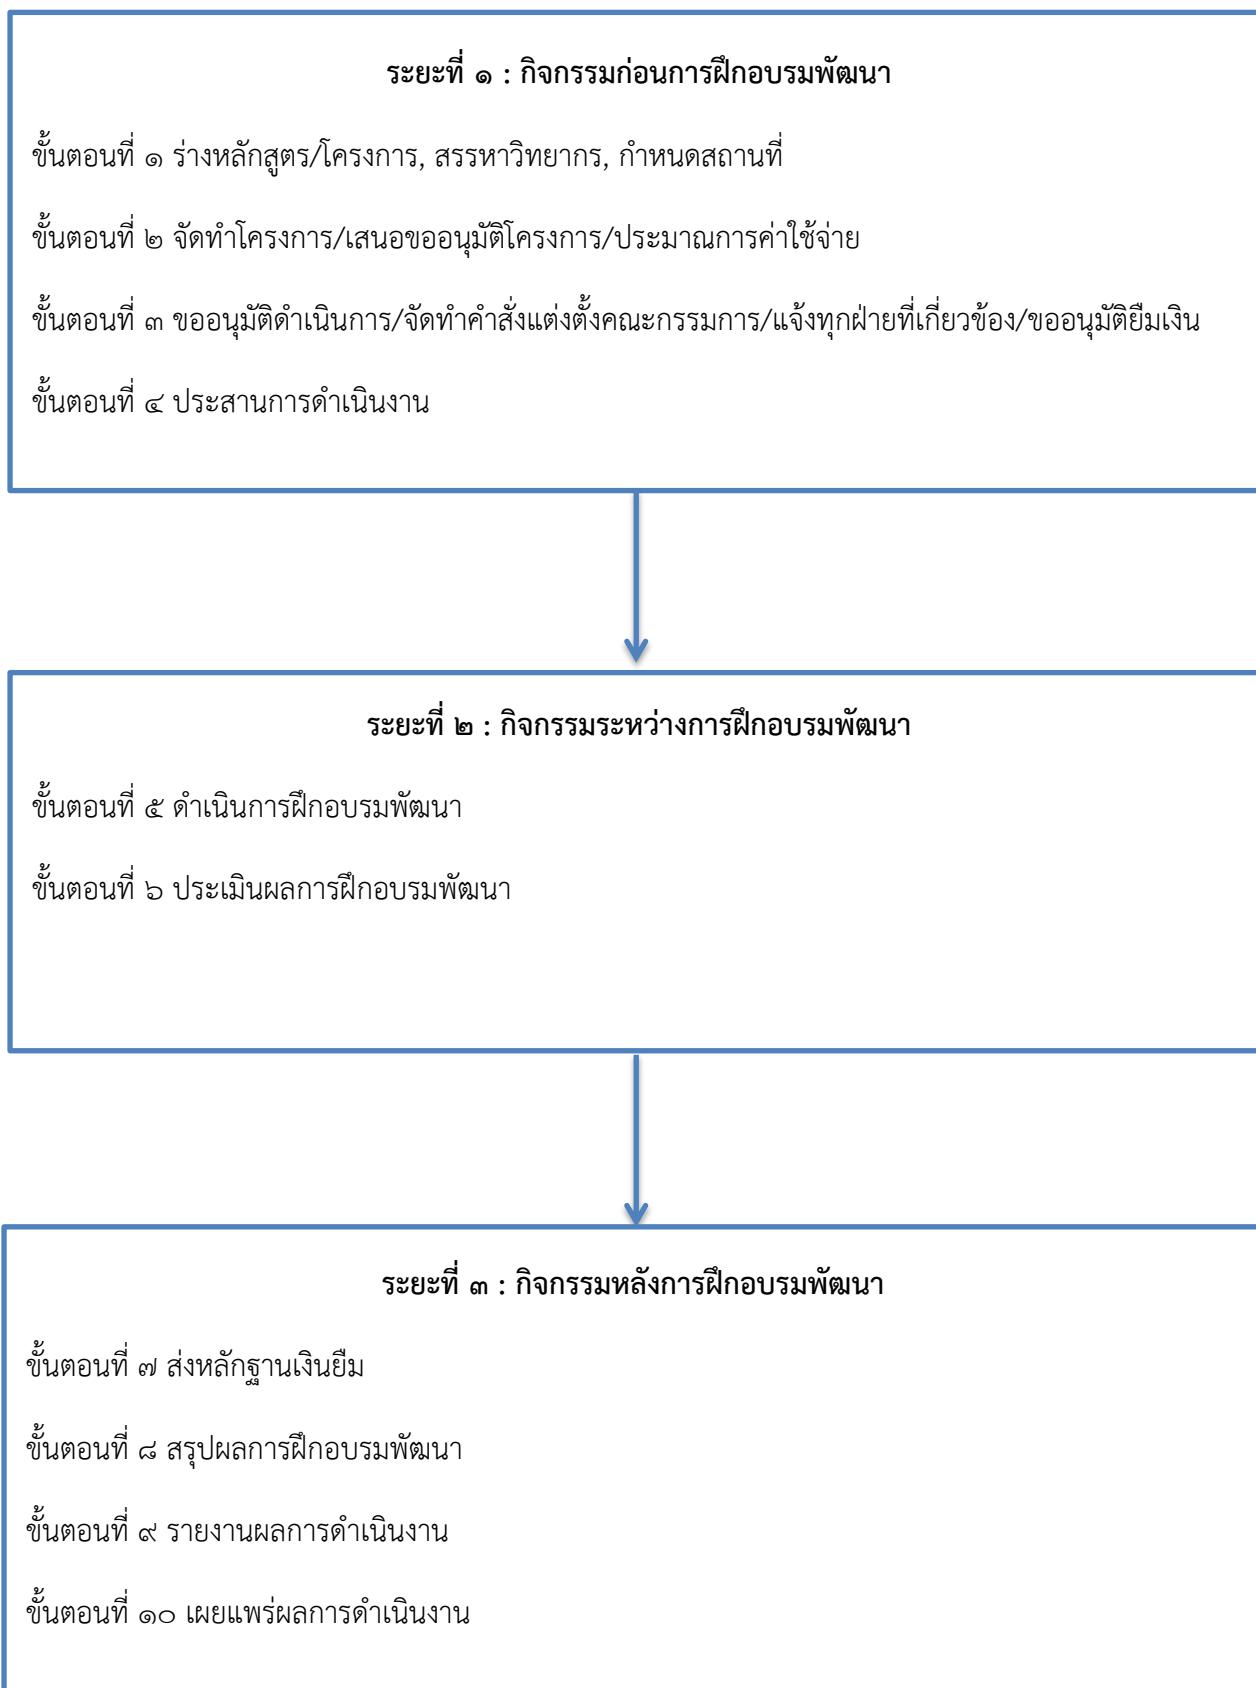 ระยะที่ ๑ : กิจกรรมก่อนการฝึกอบรมพัฒนา
ขั้นตอนที่ ๑ ร่างหลักสูตร/โครงการ, สรรหาวิทยากร, กำหนดสถานที่
ขั้นตอนที่ ๒ จัดทำโครงการ/เสนอขออนุมัติโครงการ/ประมาณการค่าใช้จ่าย
ขั้นตอนที่ ๓ ขออนุมัติดำเนินการ/จัดทำคำสั่งแต่งตั้งคณะกรรมการ/แจ้งทุกฝ่ายที่เกี่ยวข้อง/ขออนุมัติยืมเงิน
ขั้นตอนที่ ๔ ประสานการดำเนินงาน
ระยะที่ ๒ : กิจกรรมระหว่างการฝึกอบรมพัฒนา
ขั้นตอนที่ ๕ ดำเนินการฝึกอบรมพัฒนา
ขั้นตอนที่ ๖ ประเมินผลการฝึกอบรมพัฒนา
ระยะที่ ๓ : กิจกรรมหลังการฝึกอบรมพัฒนา
ขั้นตอนที่ ๗ ส่งหลักฐานเงินยืม
ขั้นตอนที่ ๘ สรุปผลการฝึกอบรมพัฒนา
ขั้นตอนที่ ๙ รายงานผลการดำเนินงาน
ขั้นตอนที่ ๑๐ เผยแพร่ผลการดำเนินงาน